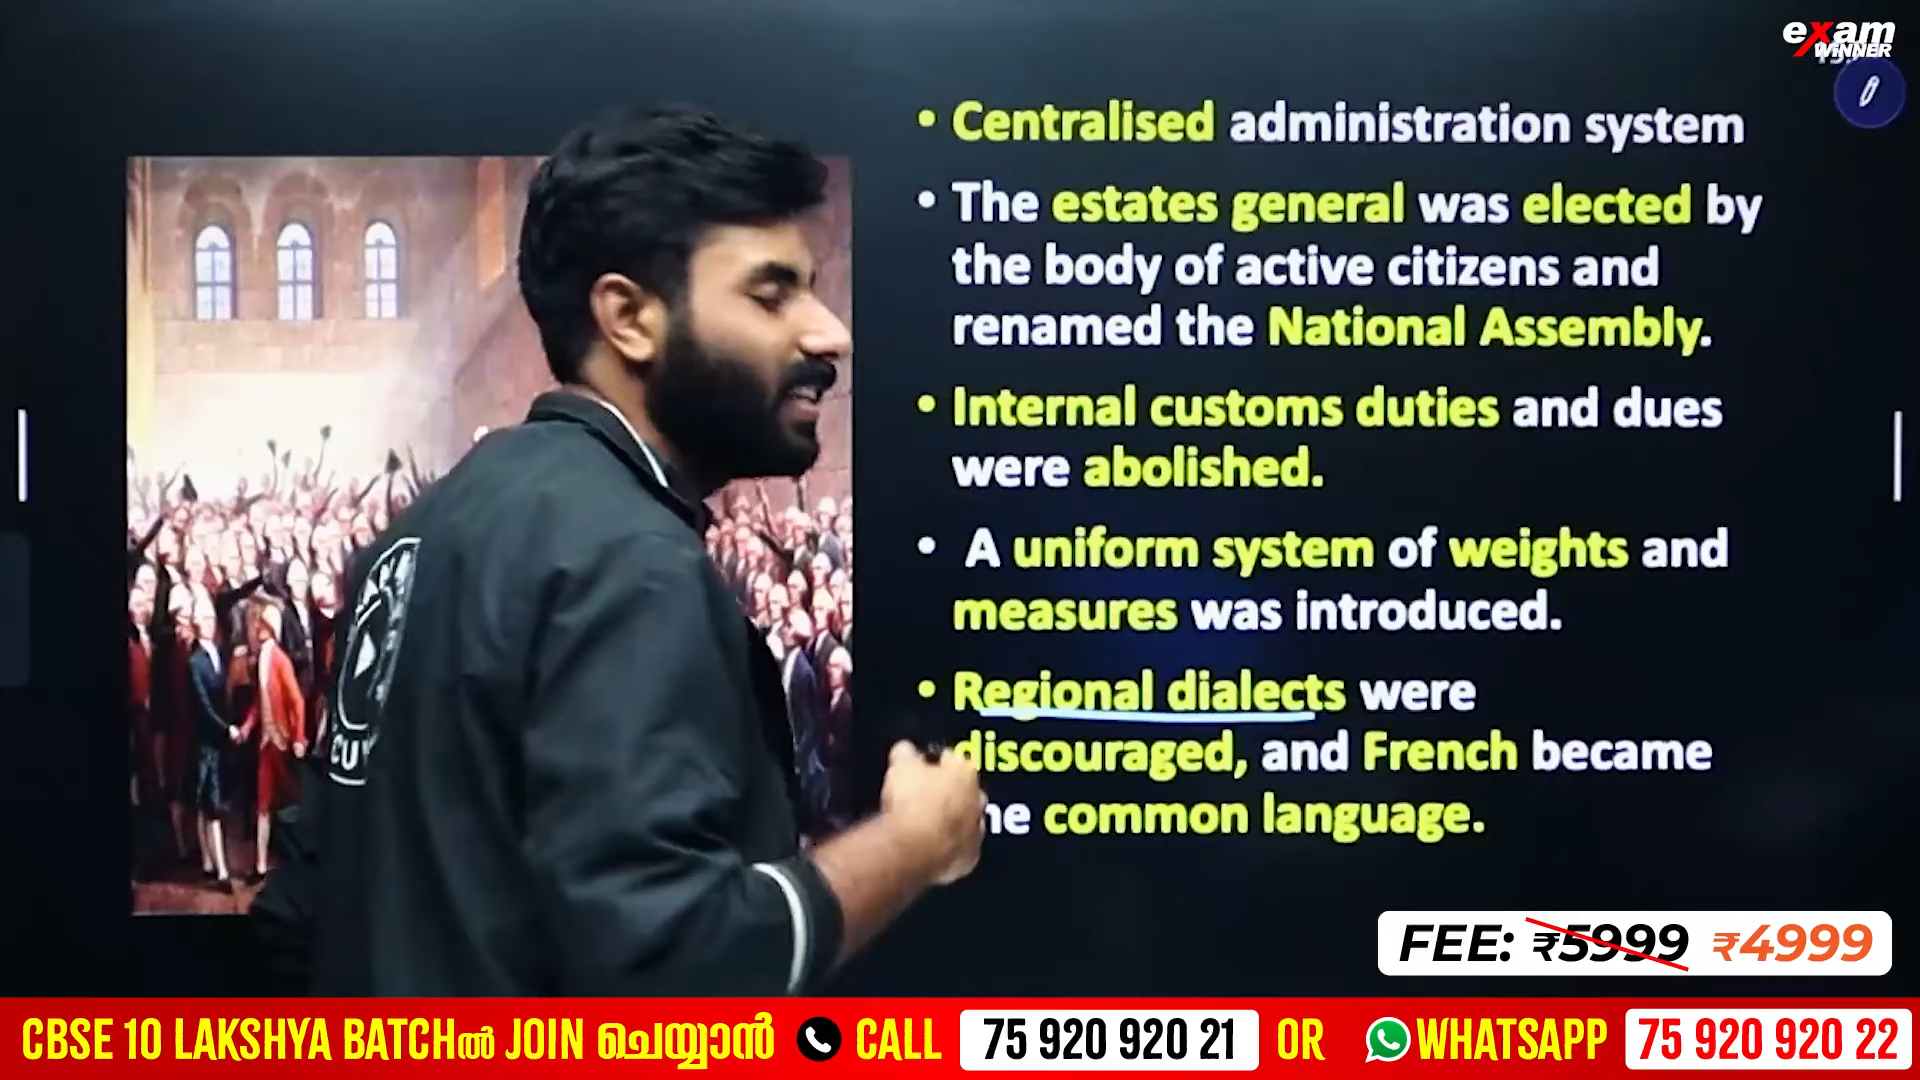 exam
WINNER
• Centralised administration system
• The estates general was elected by
the body of active citizens and
renamed the National Assembly.
• Internal customs duties and dues
were abolished.
• A uniform system of weights and
measures was introduced.
• Regional dialects were
discouraged, and French became
he common language.
FEE: ₹5999 ₹4999
CBSE 10 LAKSHYA BATCHൽ JOIN ചെയ്യാൻ CALL 75 920 920 21 OR WHATSAPP 75 920 920 22